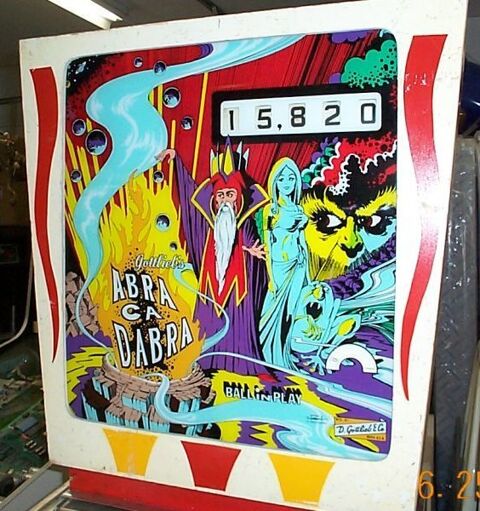 15,820
Gottlieb's
ABRA
CA
DABRA
BALL IN PLAY
D. Gottlieb & Co.
6.25